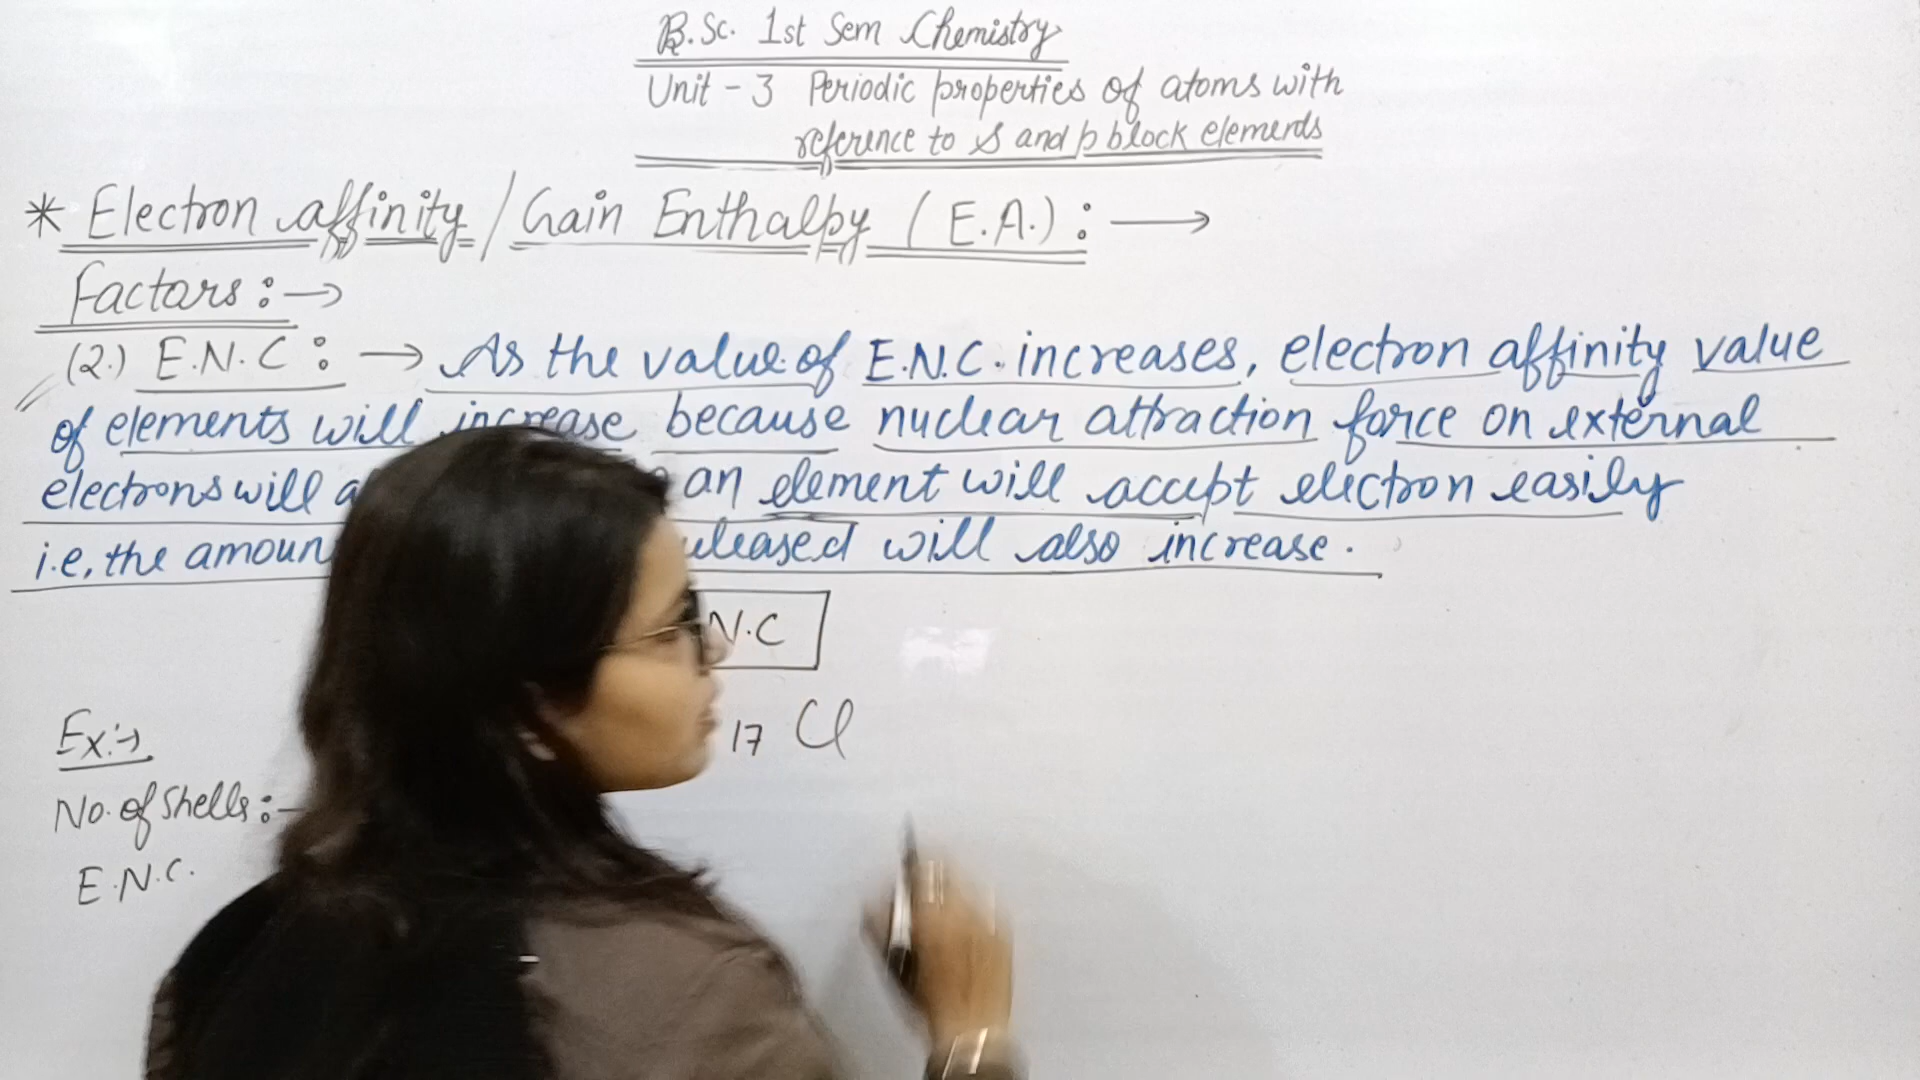 B.Sc. 1st Sem Chemistry
Unit - 3 Periodic properties of atoms with
reference to s and p block elements
* Electron affinity / Gain Enthalpy (E.A.) : →
Factors : →
(2.) E.N.C : → As the value of E.N.C. increases, electron affinity value
of elements will increase because nuclear attraction force on external
electrons will an element will accept electron easily
i.e, the will also increase.
N.C
Ex:→
17 Cl
No. of Shells :-
E.N.C.